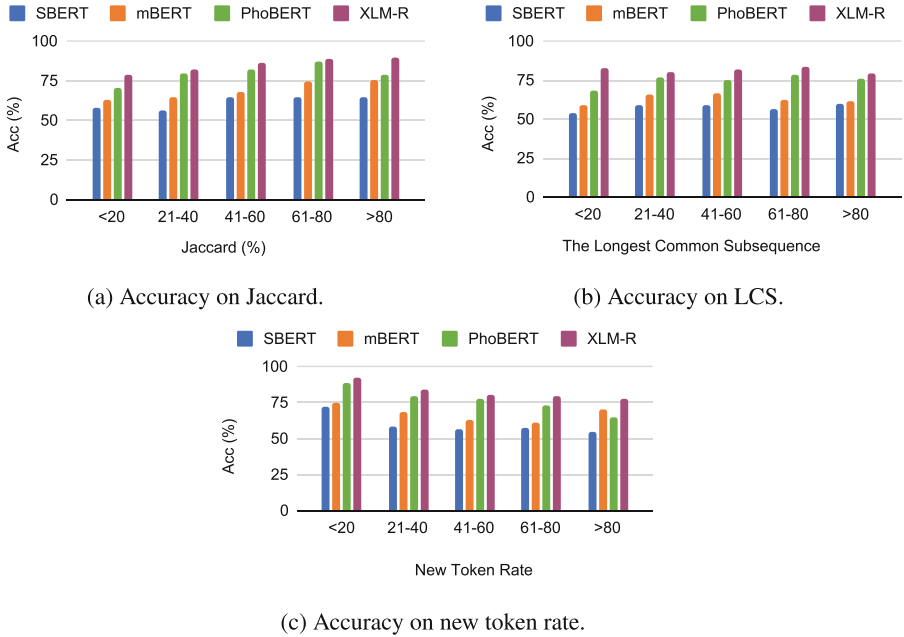 SBERT mBERT PhoBERT XLM-R
100
75
50
25
0
Acc (%)
<20 21-40 41-60 61-80 >80
Jaccard (%)
(a) Accuracy on Jaccard.
SBERT mBERT PhoBERT XLM-R
100
75
50
25
0
Acc (%)
<20 21-40 41-60 61-80 >80
The Longest Common Subsequence
(b) Accuracy on LCS.
SBERT mBERT PhoBERT XLM-R
100
75
50
25
0
Acc (%)
<20 21-40 41-60 61-80 >80
New Token Rate
(c) Accuracy on new token rate.